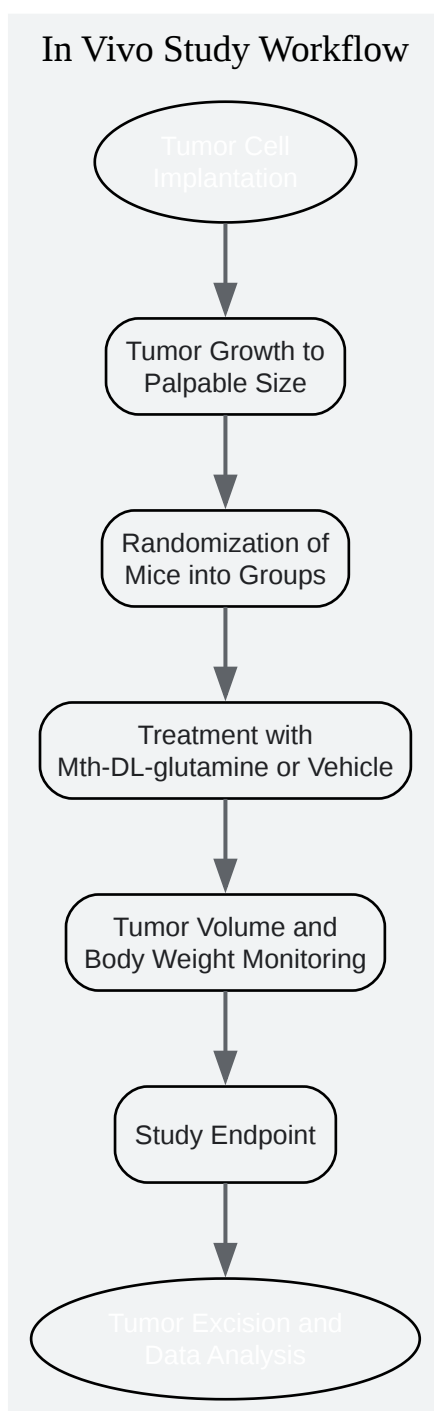 In Vivo Study Workflow
Tumor Cell
Implantation
Tumor Growth to
Palpable Size
Randomization of
Mice into Groups
Treatment with
Mth-DL-glutamine or Vehicle
Tumor Volume and
Body Weight Monitoring
Study Endpoint
Tumor Excision and
Data Analysis